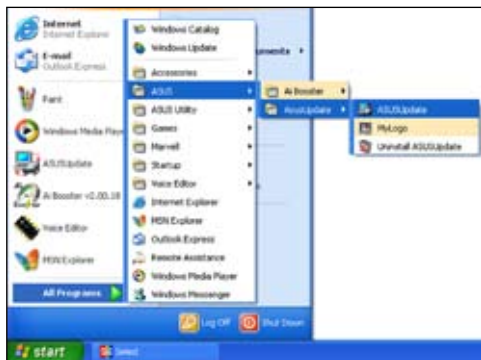 Internet
Internet Explorer
E-mail
Outlook Express
Paint
Windows Media Play
ASUSUpdate
Ai Booster v2.00.18
Voice Editor
MSN Explorer
All Programs
Windows Catalog
Windows Update
Accessories
ASUS
ASUS Utility
Games
Marvell
Startup
Voice Editor
Internet Explorer
MSN Explorer
Outlook Express
Remote Assistance
Windows Media Player
Windows Messenger
ocuments
Ai Booster
AsusUpdate
ASUSUpdate
MyLogo
Uninstall ASUSUpdate
Log Off
Shut Down
start